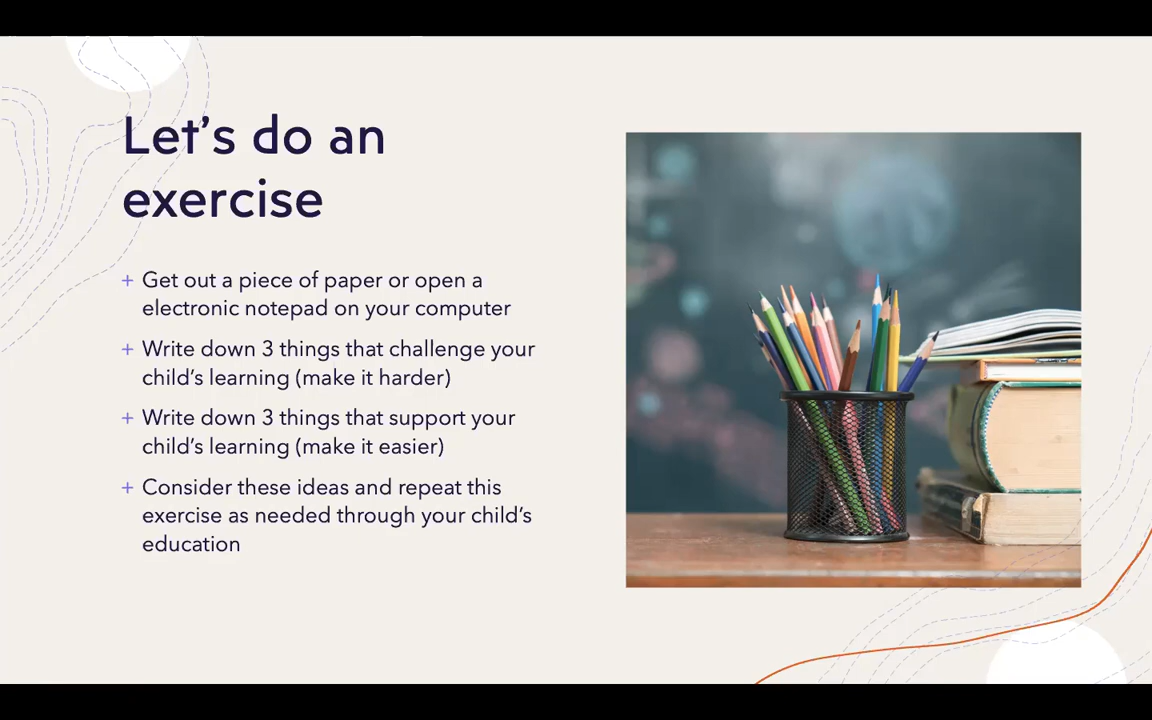 Let's do an
exercise
+ Get out a piece of paper or open a
electronic notepad on your computer
+ Write down 3 things that challenge your
child's learning (make it harder)
+ Write down 3 things that support your
child's learning (make it easier)
+ Consider these ideas and repeat this
exercise as needed through your child's
education